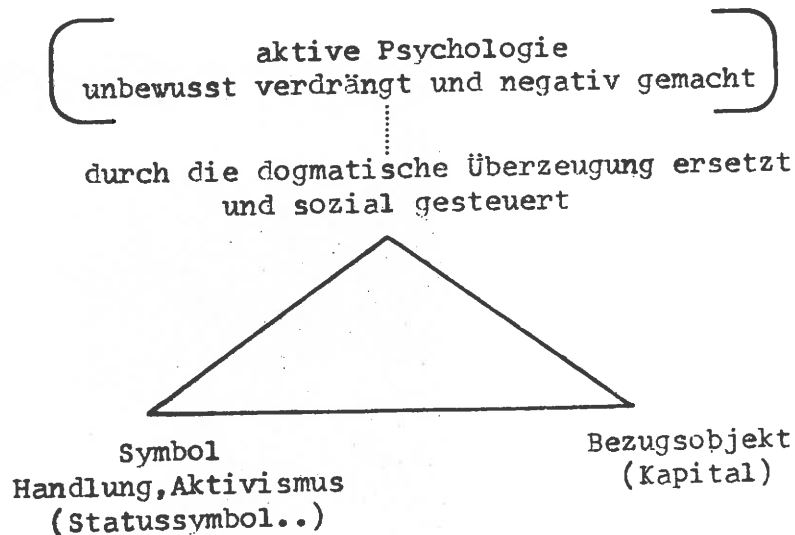 aktive Psychologie
unbewusst verdrängt und negativ gemacht
durch die dogmatische Überzeugung ersetzt
und sozial gesteuert
Symbol
Handlung,Aktivismus
(Statussymbol..)
Bezugsobjekt
(Kapital)